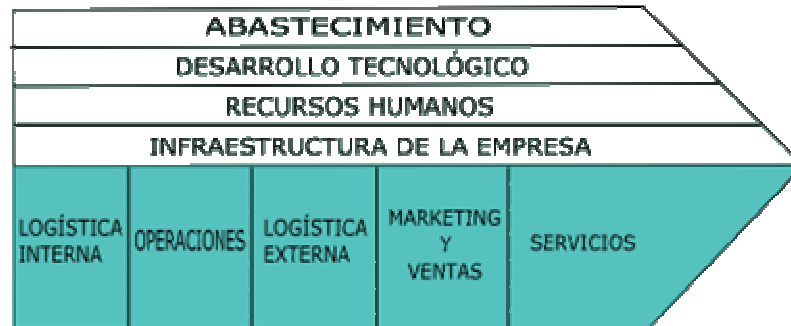 ABASTECIMIENTO
DESARROLLO TECNOLÓGICO
RECURSOS HUMANOS
INFRAESTRUCTURA DE LA EMPRESA
LOGÍSTICA
INTERNA
OPERACIONES
LOGÍSTICA
EXTERNA
MARKETING
Y
VENTAS
SERVICIOS